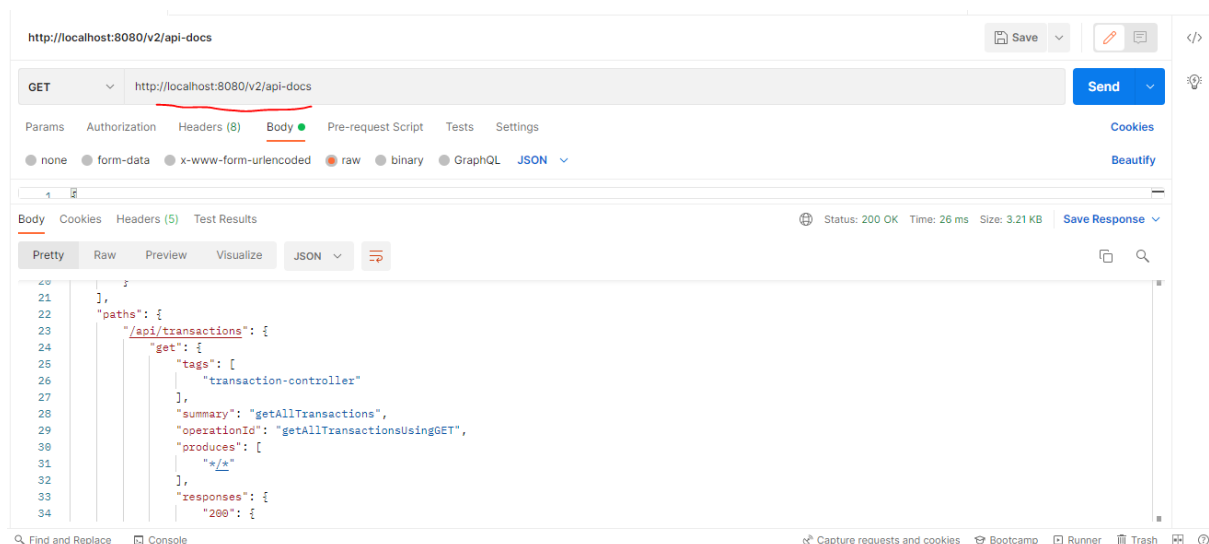 http://localhost:8080/v2/api-docs
Save
</>
GET http://localhost:8080/v2/api-docs Send
Params Authorization Headers (8) Body Pre-request Script Tests Settings Cookies
none form-data x-www-form-urlencoded raw binary GraphQL JSON Beautify
1
Body Cookies Headers (5) Test Results Status: 200 OK Time: 26 ms Size: 3.21 KB Save Response
Pretty Raw Preview Visualize JSON
20 }
21 ],
22 "paths": {
23 "/api/transactions": {
24 "get": {
25 "tags": [
26 "transaction-controller"
27 ],
28 "summary": "getAllTransactions",
29 "operationId": "getAllTransactionsUsingGET",
30 "produces": [
31 "*/*"
32 ],
33 "responses": {
34 "200": {
Find and Replace Console Capture requests and cookies Bootcamp Runner Trash